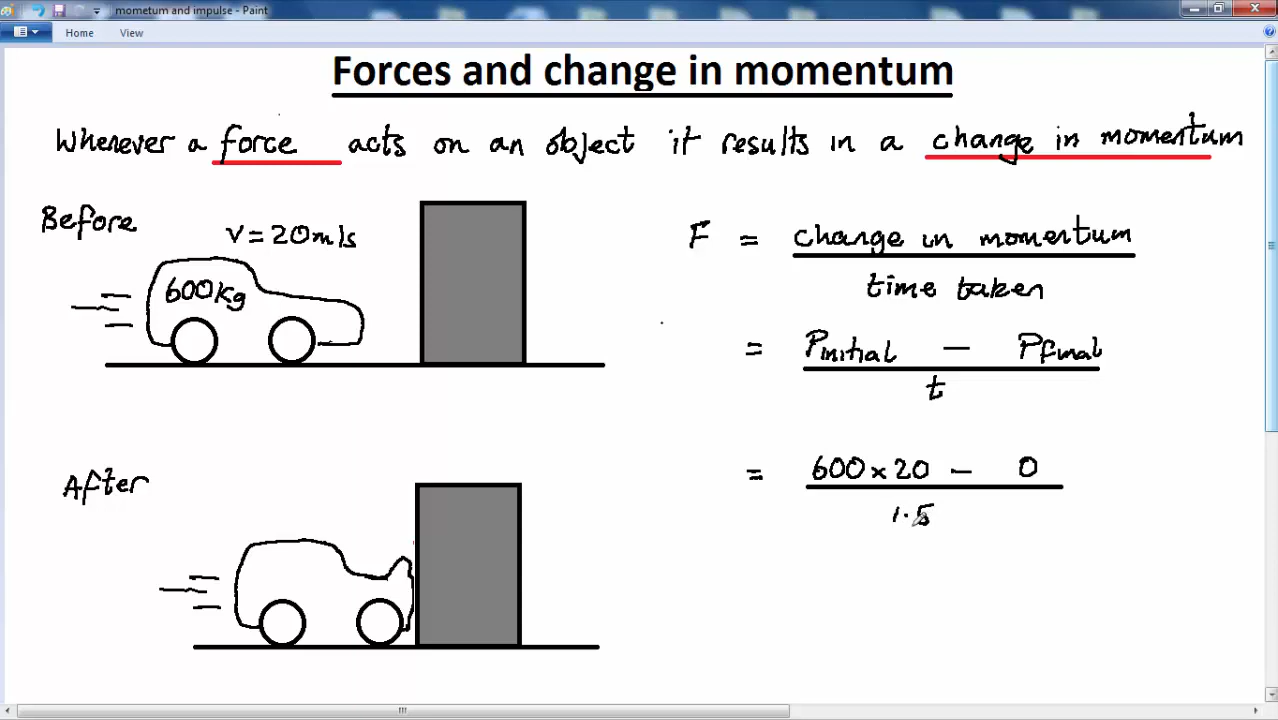 mometum and impulse - Paint
Home View
Forces and change in momentum
Whenever a force acts on an object it results in a change in momentum
Before
V = 20m/s
600kg
F = change in momentum
time taken
= Pinitial - Pfinal
t
= 600 x 20 - 0
1.5
After